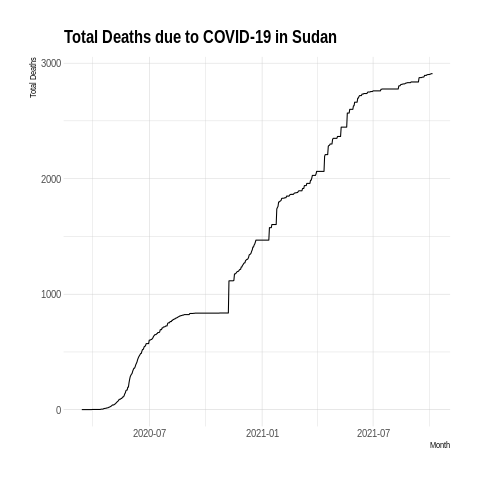 Total Deaths due to COVID-19 in Sudan
Total Deaths
3000
2000
1000
0
2020-07
2021-01
2021-07
Month